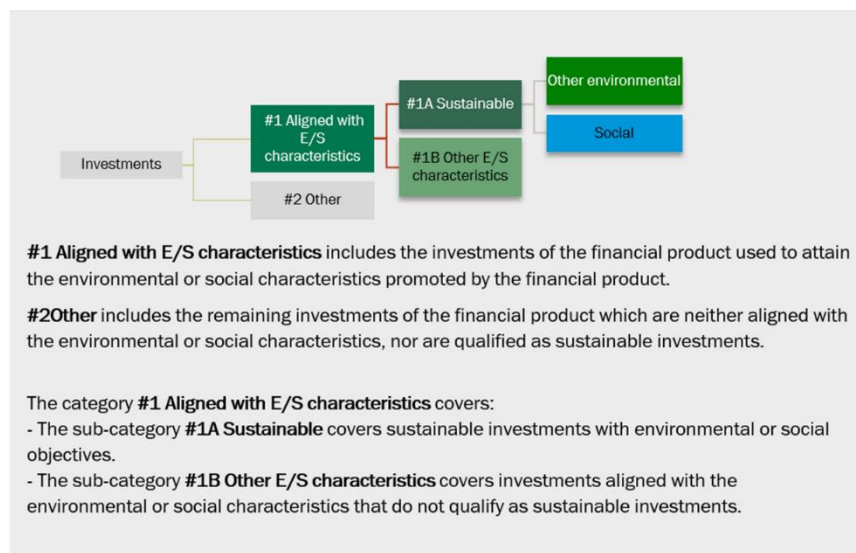 Other environmental
#1A Sustainable
#1 Aligned with
E/S
characteristics
Social
#1B Other E/S
characteristics
Investments
#2 Other
#1 Aligned with E/S characteristics includes the investments of the financial product used to attain
the environmental or social characteristics promoted by the financial product.
#2Other includes the remaining investments of the financial product which are neither aligned with
the environmental or social characteristics, nor are qualified as sustainable investments.
The category #1 Aligned with E/S characteristics covers:
- The sub-category #1A Sustainable covers sustainable investments with environmental or social
objectives.
- The sub-category #1B Other E/S characteristics covers investments aligned with the
environmental or social characteristics that do not qualify as sustainable investments.